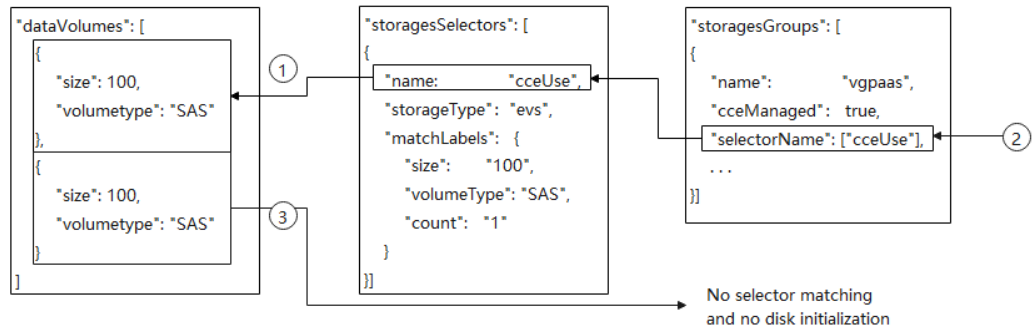 "dataVolumes": [
{
"size": 100,
"volumetype": "SAS"
},
{
"size": 100,
"volumetype": "SAS"
}
]
1
3
"storagesSelectors": [
{
"name: "cceUse",
"storageType": "evs",
"matchLabels": {
"size": "100",
"volumeType": "SAS",
"count": "1"
}
}]
"storagesGroups": [
{
"name": "vgpaas",
"cceManaged": true,
"selectorName": ["cceUse"],
...
}]
2
No selector matching
and no disk initialization